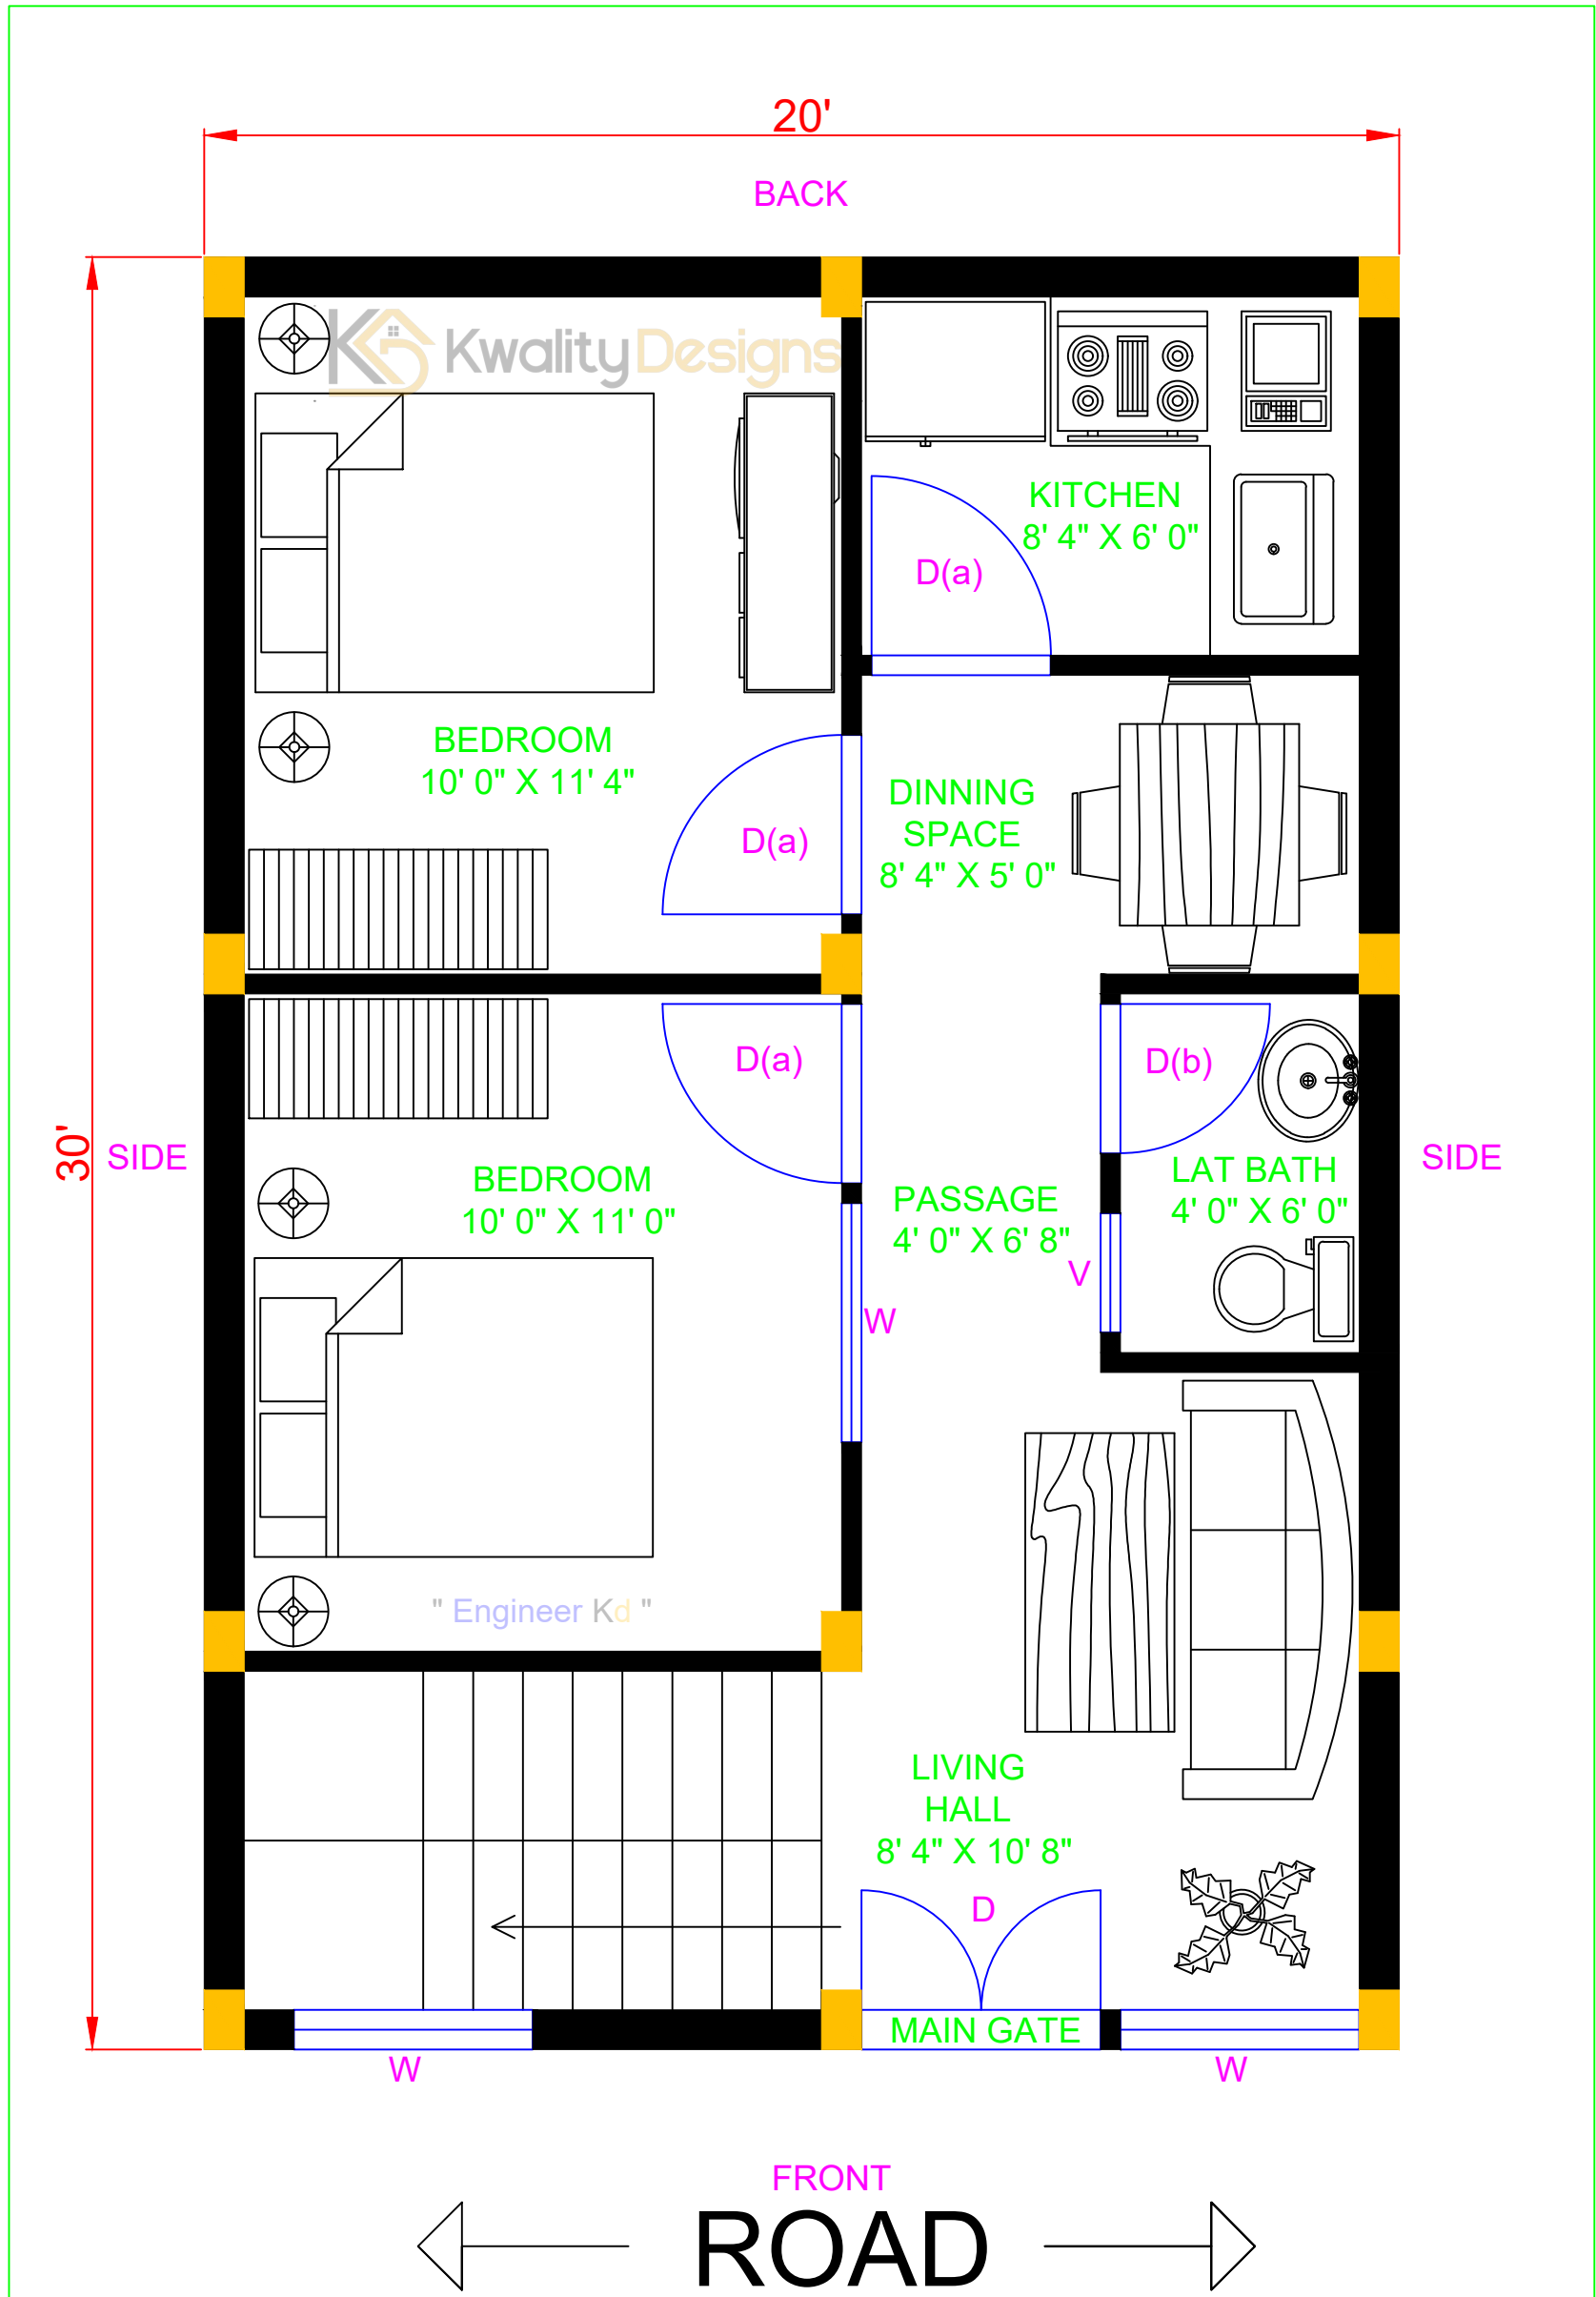 20'
BACK
KwalityDesigns
KITCHEN
8' 4" X 6' 0"
D(a)
BEDROOM
10' 0" X 11' 4"
D(a)
DINNING
SPACE
8' 4" X 5' 0"
D(a)
D(b)
30'
SIDE
SIDE
BEDROOM
10' 0" X 11' 0"
PASSAGE
4' 0" X 6' 8"
LAT BATH
4' 0" X 6' 0"
V
W
" Engineer Kd "
LIVING
HALL
8' 4" X 10' 8"
D
MAIN GATE
W
W
FRONT
ROAD